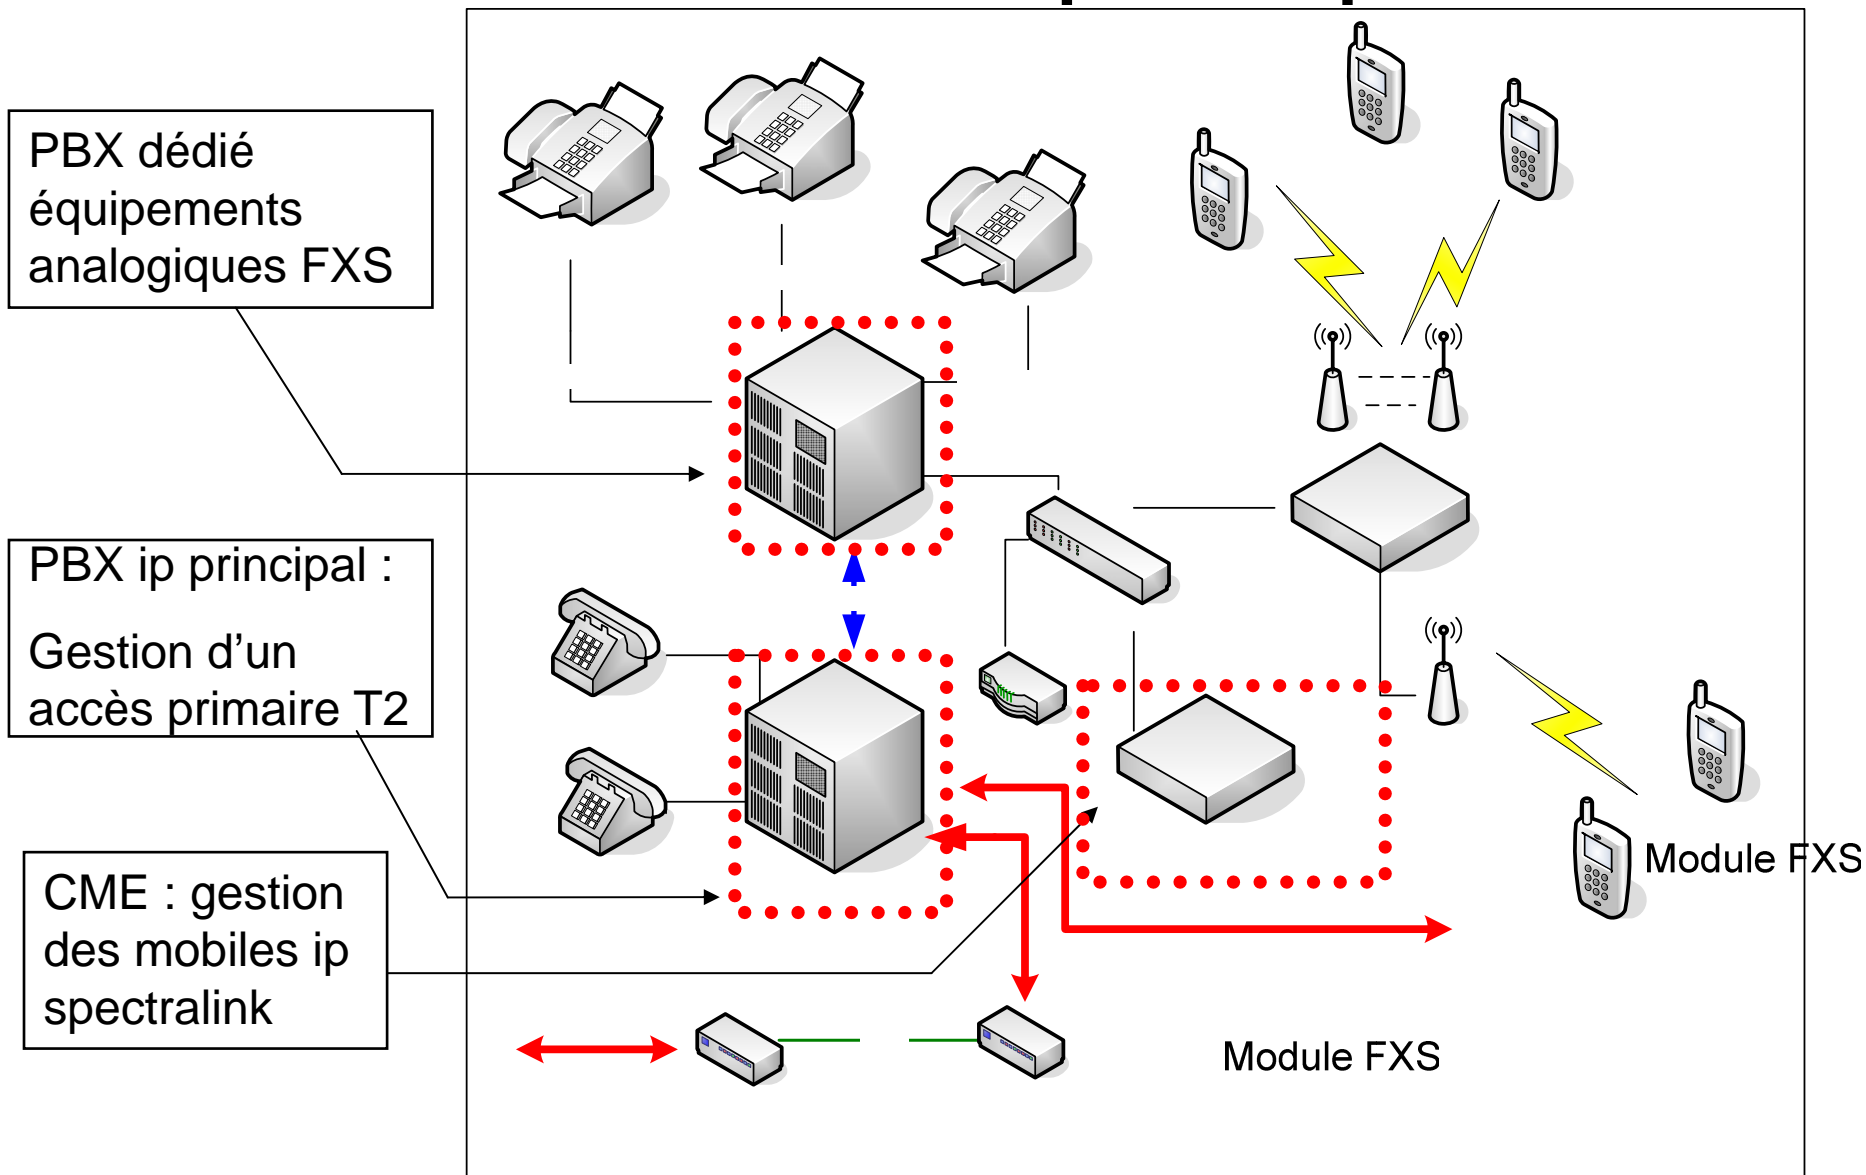 PBX dédié
équipements
analogiques FXS
PBX ip principal :
Gestion d’un
accès primaire T2
CME : gestion
des mobiles ip
spectralink
Module FXS
Module FXS